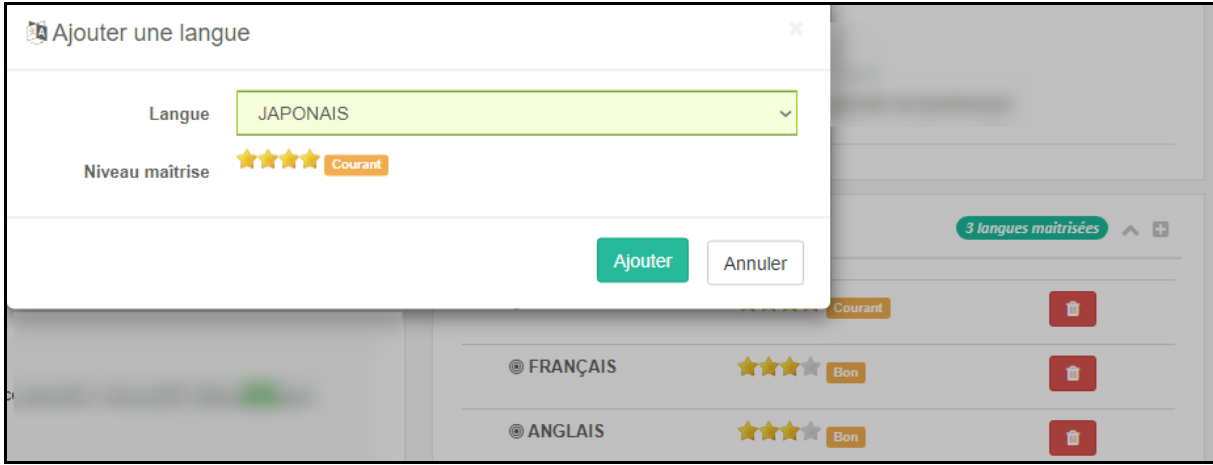 Ajouter une langue
×
Langue JAPONAIS
Niveau maîtrise Courant
Ajouter Annuler
3 langues maitrisées
Courant
FRANÇAIS Bon
ANGLAIS Bon